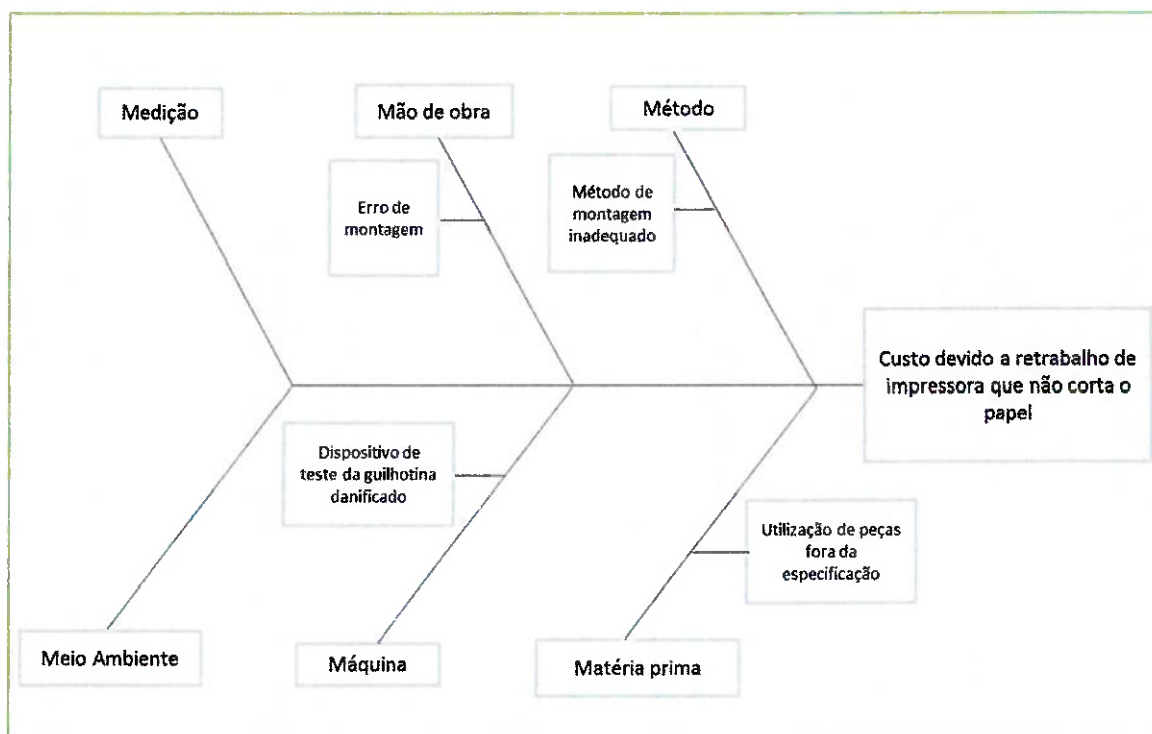 Medição
Mão de obra
Método
Erro de
montagem
Método de
montagem
inadequado
Custo devido a retrabalho de
impressora que não corta o
papel
Dispositivo de
teste da guilhotina
danificado
Utilização de peças
fora da
especificação
Meio Ambiente
Máquina
Matéria prima